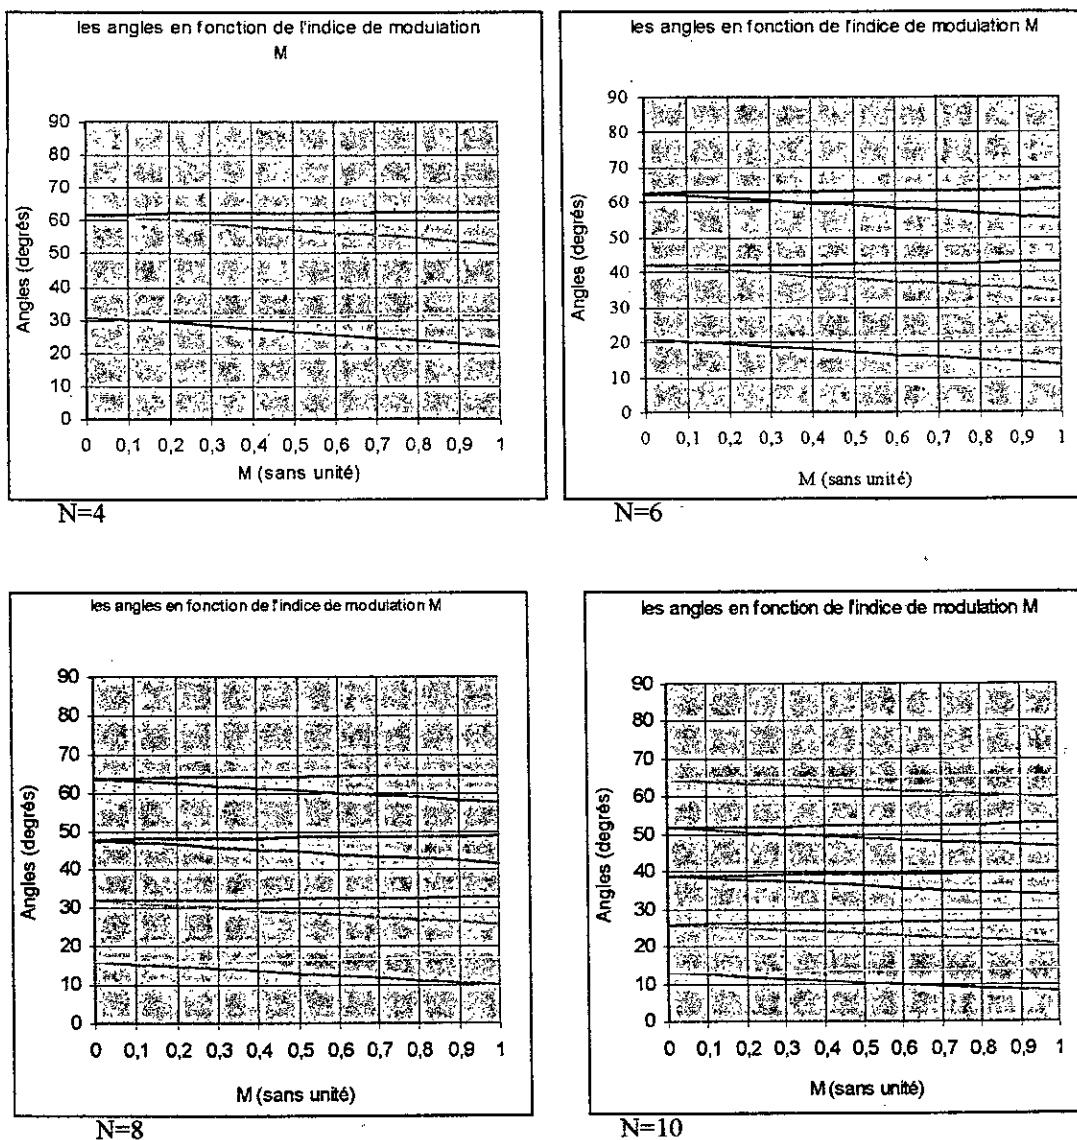 les angles en fonction de l'indice de modulation
M
Angles (degrés)
90
80
70
60
50
40
30
20
10
0
0 0,1 0,2 0,3 0,4 0,5 0,6 0,7 0,8 0,9 1
M (sans unité)
N=4
les angles en fonction de l'indice de modulation M
Angles (degrés)
90
80
70
60
50
40
30
20
10
0
0 0,1 0,2 0,3 0,4 0,5 0,6 0,7 0,8 0,9 1
M (sans unité)
N=6
les angles en fonction de l'indice de modulation M
Angles (degrés)
90
80
70
60
50
40
30
20
10
0
0 0,1 0,2 0,3 0,4 0,5 0,6 0,7 0,8 0,9 1
M (sans unité)
N=8
les angles en fonction de l'indice de modulation M
Angles (degrés)
90
80
70
60
50
40
30
20
10
0
0 0,1 0,2 0,3 0,4 0,5 0,6 0,7 0,8 0,9 1
M (sans unité)
N=10